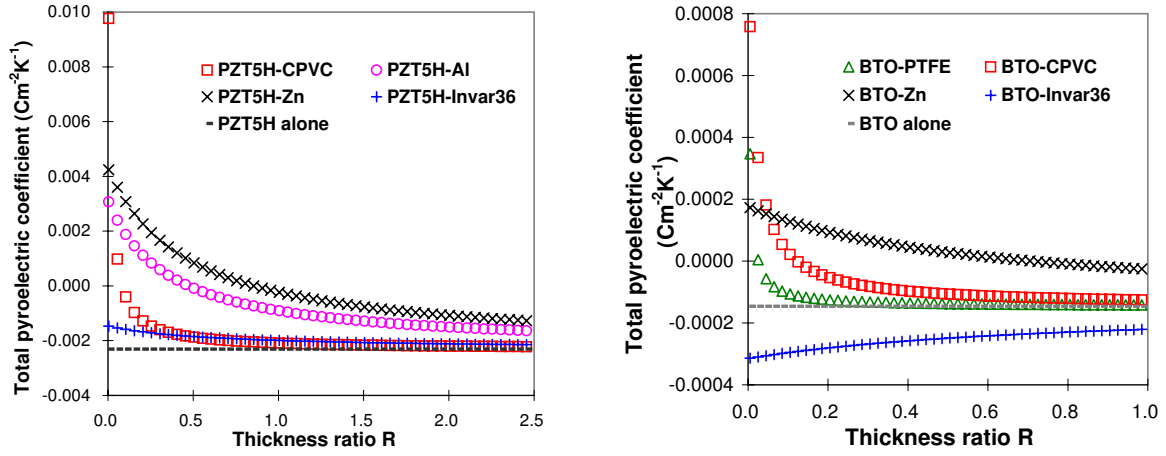 Total pyroelectric coefficient (Cm-2K-1)
0.010
0.008
0.006
0.004
0.002
0.000
-0.002
-0.004
PZT5H-CPVC PZT5H-Al
PZT5H-Zn PZT5H-Invar36
PZT5H alone
0.0 0.5 1.0 1.5 2.0 2.5
Thickness ratio R
Total pyroelectric coefficient
(Cm-2K-1)
0.0008
0.0006
0.0004
0.0002
0.0000
-0.0002
-0.0004
BTO-PTFE BTO-CPVC
BTO-Zn BTO-Invar36
BTO alone
0.0 0.2 0.4 0.6 0.8 1.0
Thickness ratio R